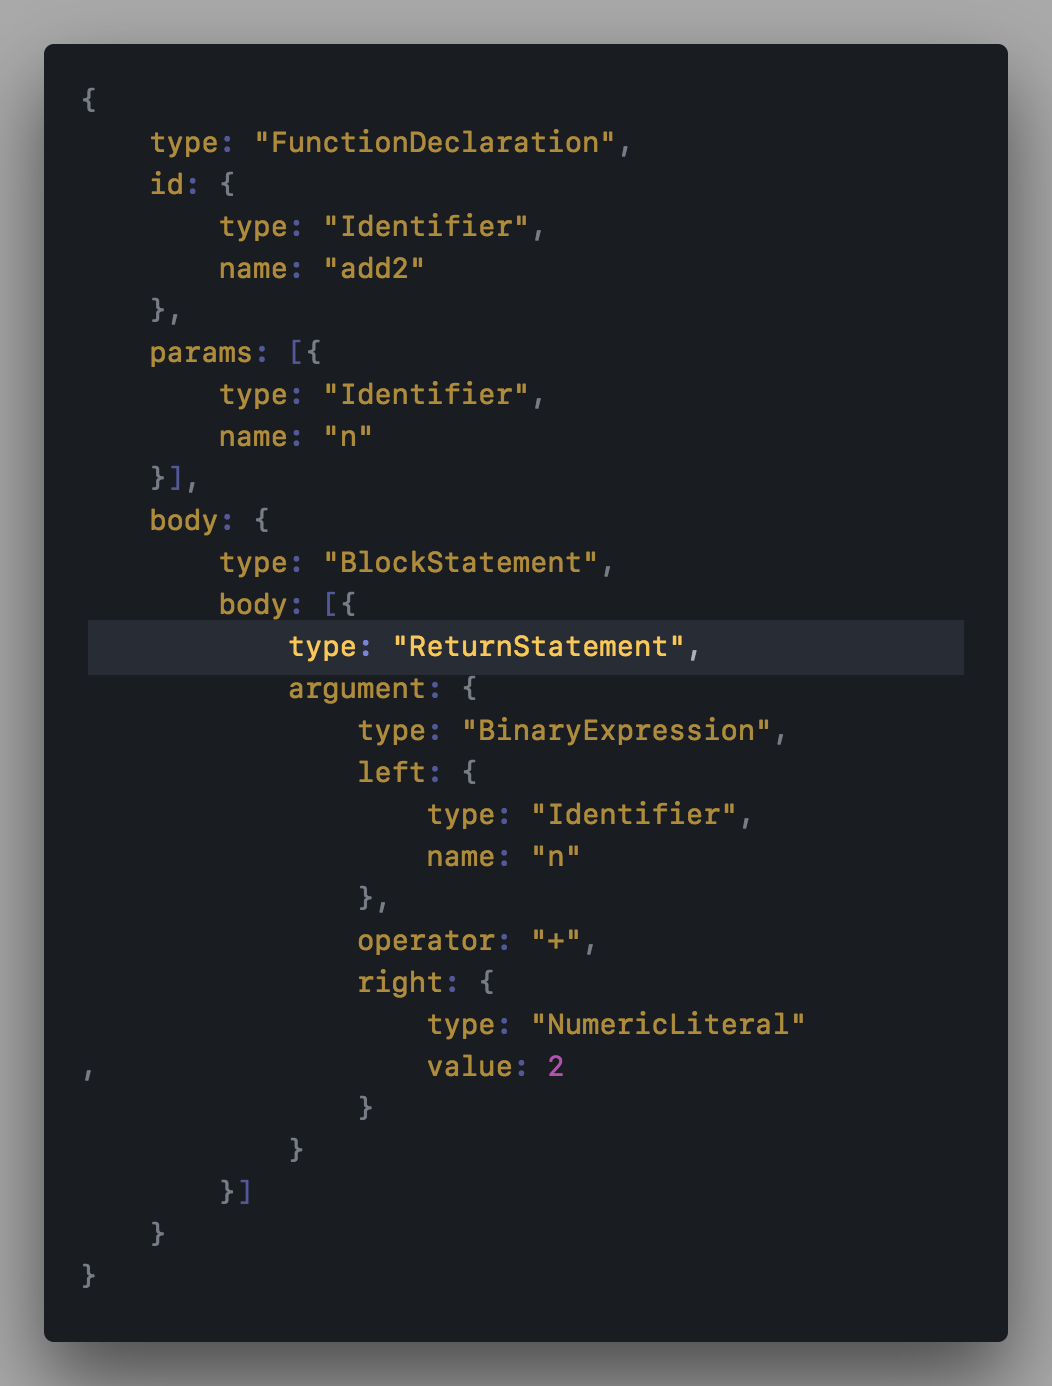 {
    type: "FunctionDeclaration",
    id: {
        type: "Identifier",
        name: "add2"
    },
    params: [{
        type: "Identifier",
        name: "n"
    }],
    body: {
        type: "BlockStatement",
        body: [{
            type: "ReturnStatement",
            argument: {
                type: "BinaryExpression",
                left: {
                    type: "Identifier",
                    name: "n"
                },
                operator: "+",
                right: {
                    type: "NumericLiteral"
,                   value: 2
                }
            }
        }]
    }
}